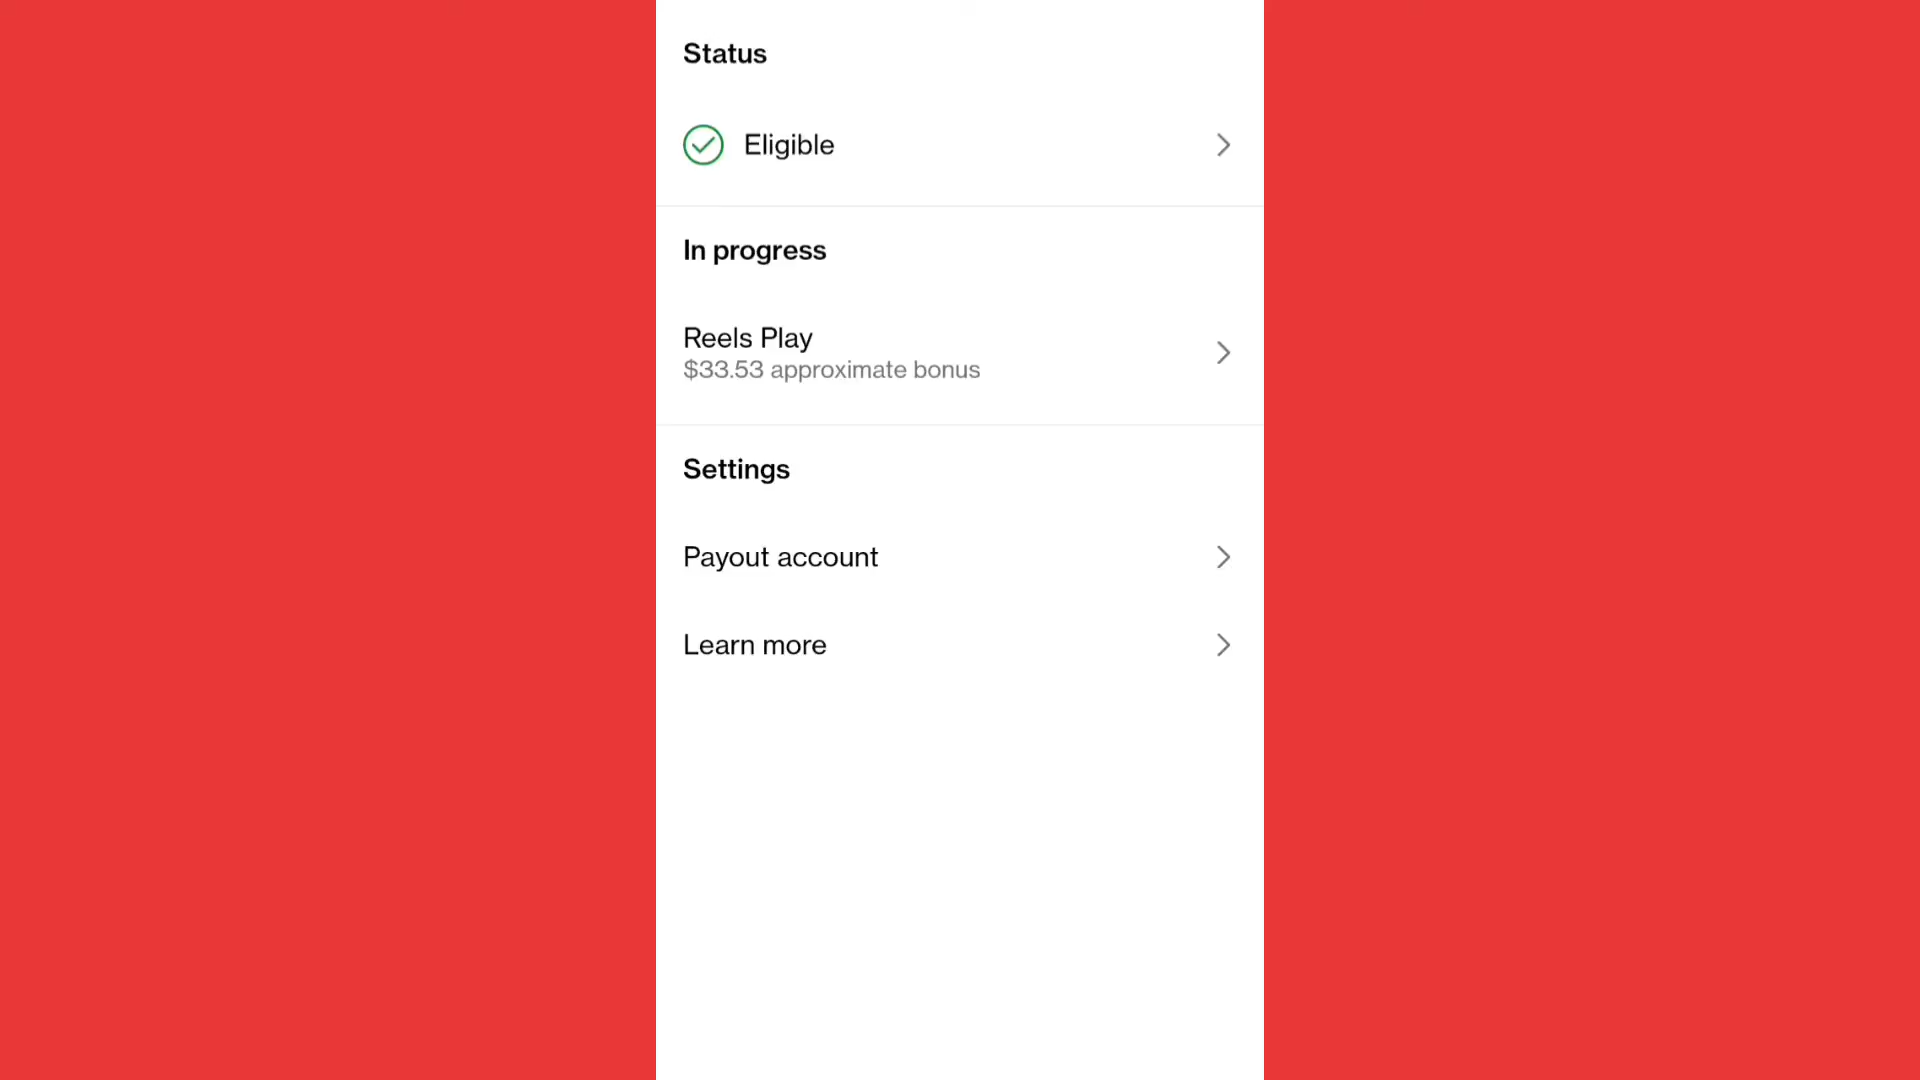 Status
Eligible
In progress
Reels Play
$33.53 approximate bonus
Settings
Payout account
Learn more